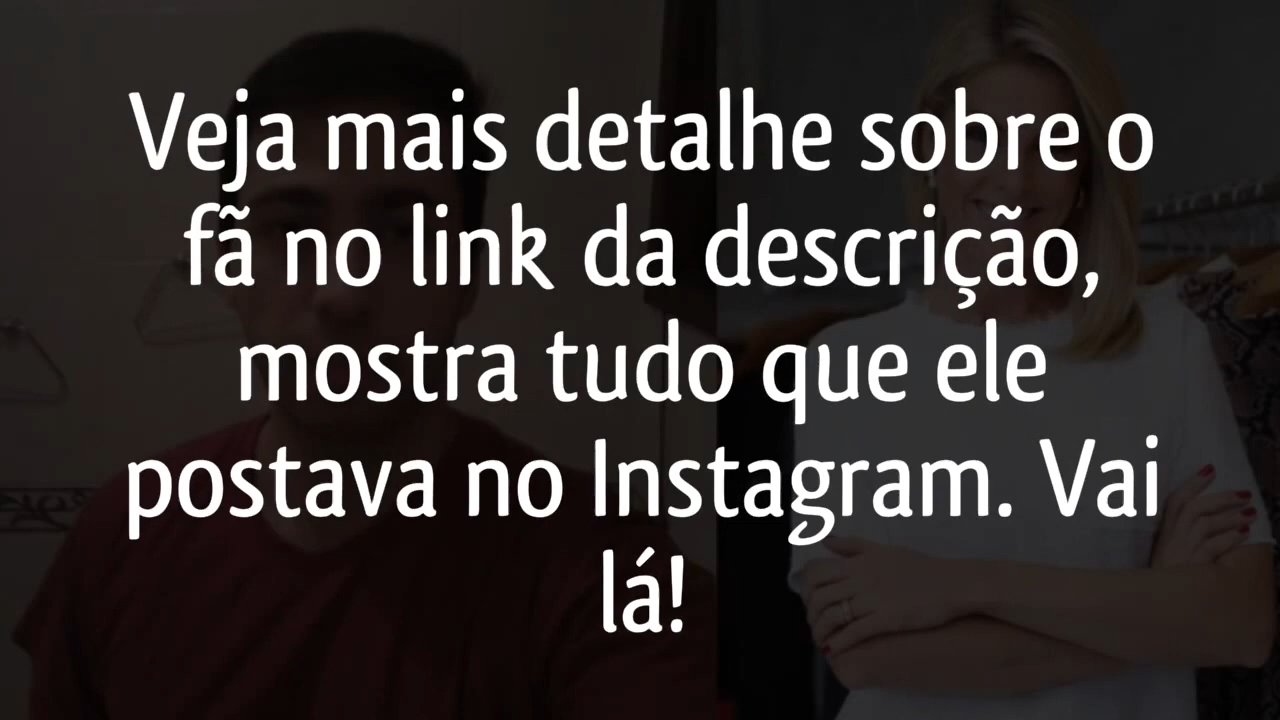 Veja mais detalhe sobre o
fã no link da descrição,
mostra tudo que ele
postava no Instagram. Vai
lá!